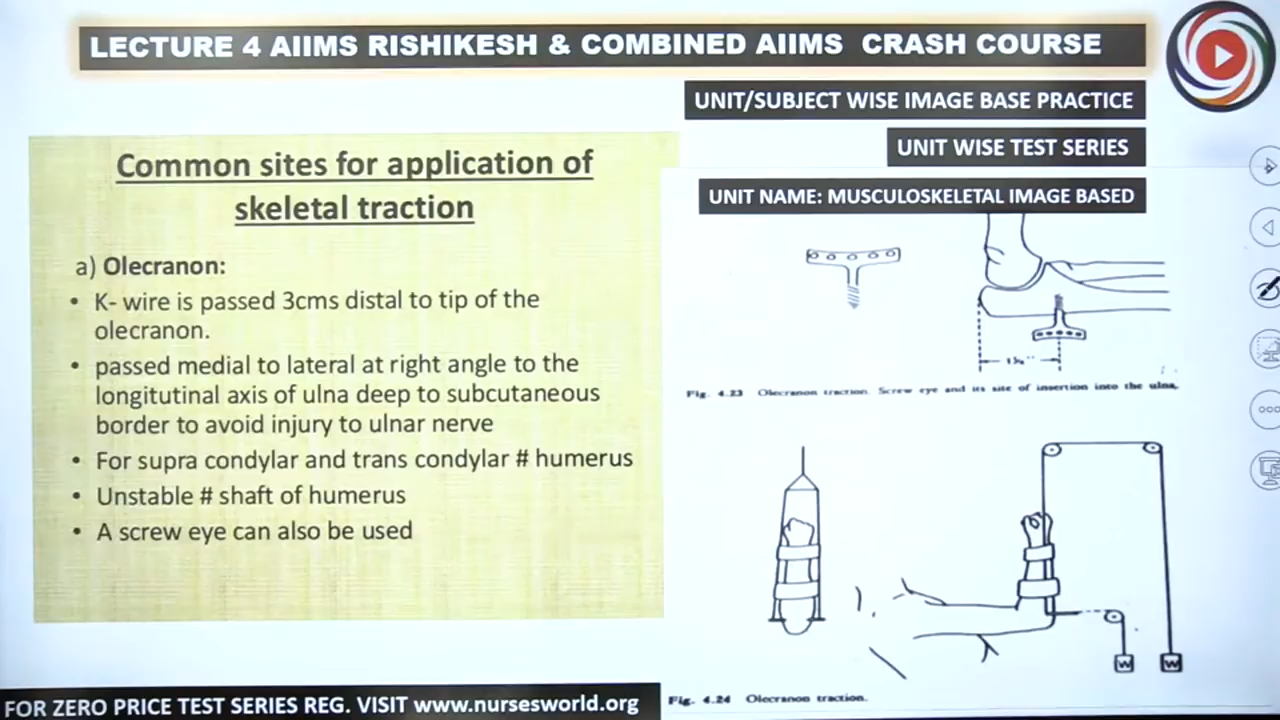 LECTURE 4 AIIMS RISHIKESH & COMBINED AIIMS CRASH COURSE
UNIT/SUBJECT WISE IMAGE BASE PRACTICE
UNIT WISE TEST SERIES
UNIT NAME: MUSCULOSKELETAL IMAGE BASED
Common sites for application of
skeletal traction
a) Olecranon:
• K- wire is passed 3cms distal to tip of the
olecranon.
• passed medial to lateral at right angle to the
longitutinal axis of ulna deep to subcutaneous
border to avoid injury to ulnar nerve
• For supra condylar and trans condylar # humerus
• Unstable # shaft of humerus
• A screw eye can also be used
Fig. 4.23 Olecranon traction. Screw eye and its site of insertion into the ulna.
W W
Fig. 4.24 Olecranon traction.
FOR ZERO PRICE TEST SERIES REG. VISIT www.nursesworld.org